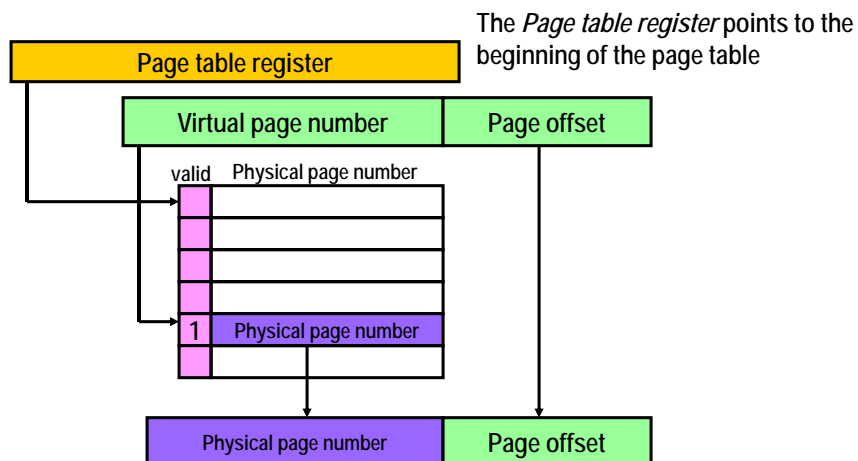 The Page table register points to the
beginning of the page table
Page table register
Virtual page number Page offset
valid Physical page number
1 Physical page number
Physical page number Page offset